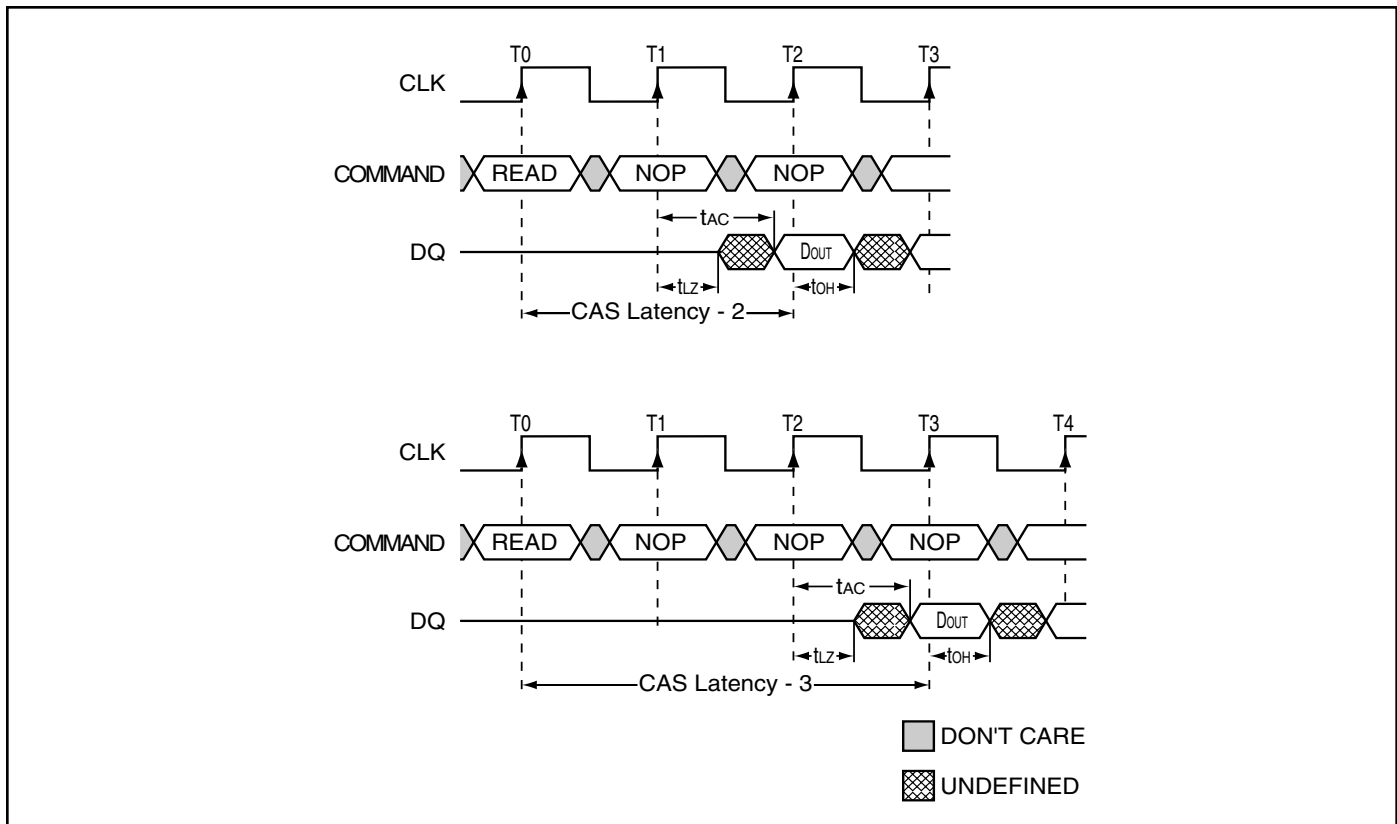 T0 T1 T2 T3
CLK
COMMAND READ NOP NOP
tAC
DQ DOUT
tLZ tOH
CAS Latency - 2
T0 T1 T2 T3 T4
CLK
COMMAND READ NOP NOP NOP
tAC
DQ DOUT
tLZ tOH
CAS Latency - 3
DON'T CARE
UNDEFINED